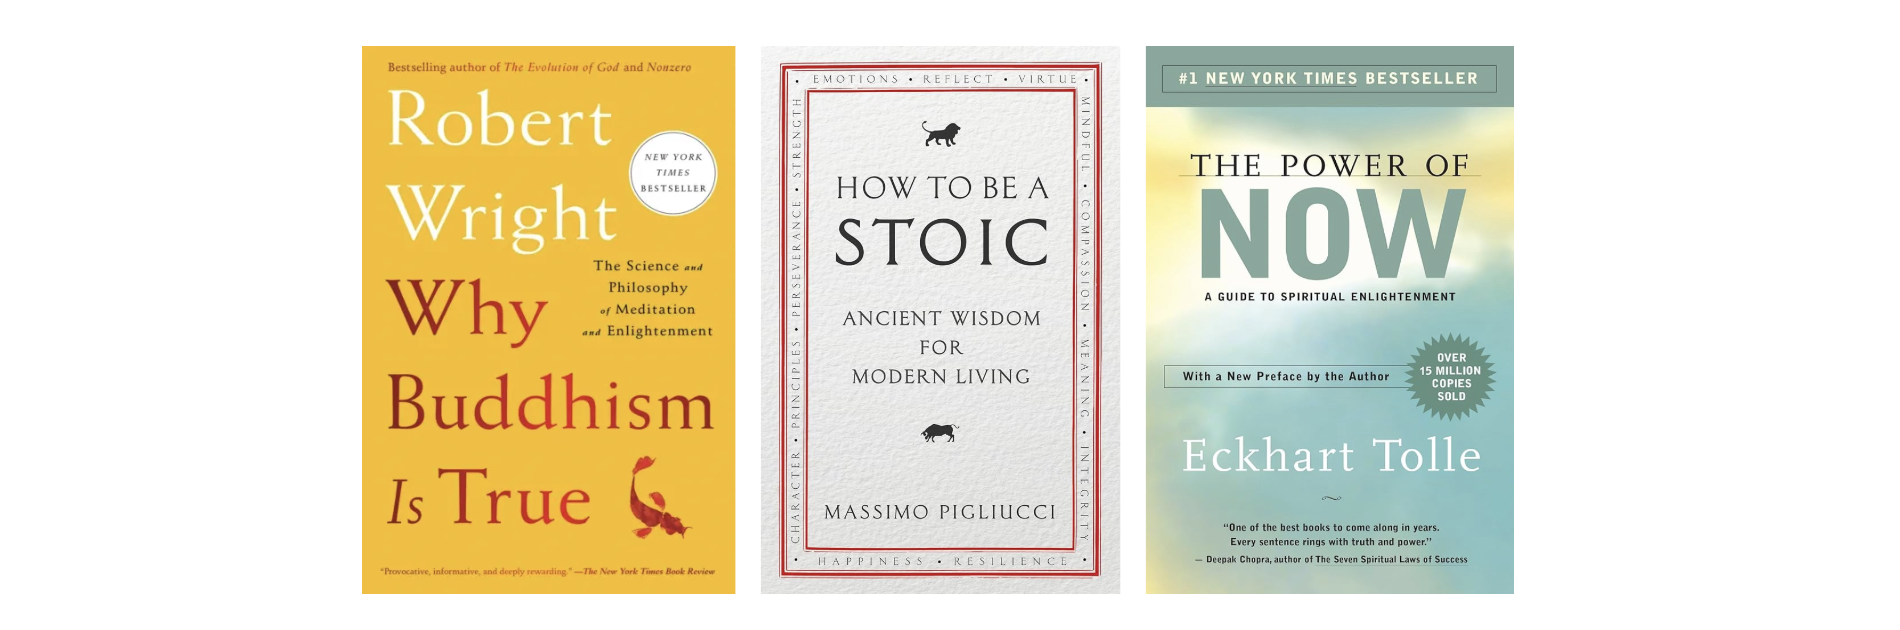 Bestselling author of The Evolution of God and Nonzero
Robert
Wright
NEW YORK
TIMES
BESTSELLER
The Science and
Philosophy
of Meditation
and Enlightenment
Why
Buddhism
Is True
"Provocative, informative, and deeply rewarding." —The New York Times Book Review
• EMOTIONS • REFLECT • VIRTUE •
MINDFUL • COMPASSION • MEANING • INTEGRITY
• HAPPINESS • RESILIENCE •
CHARACTER • PRINCIPLES • PERSEVERANCE • STRENGTH •
HOW TO BE A
STOIC
ANCIENT WISDOM
FOR
MODERN LIVING
MASSIMO PIGLIUCCI
#1 NEW YORK TIMES BESTSELLER
THE POWER OF
NOW
A GUIDE TO SPIRITUAL ENLIGHTENMENT
With a New Preface by the Author
OVER
15 MILLION
COPIES
SOLD
Eckhart Tolle
"One of the best books to come along in years.
Every sentence rings with truth and power."
— Deepak Chopra, author of The Seven Spiritual Laws of Success